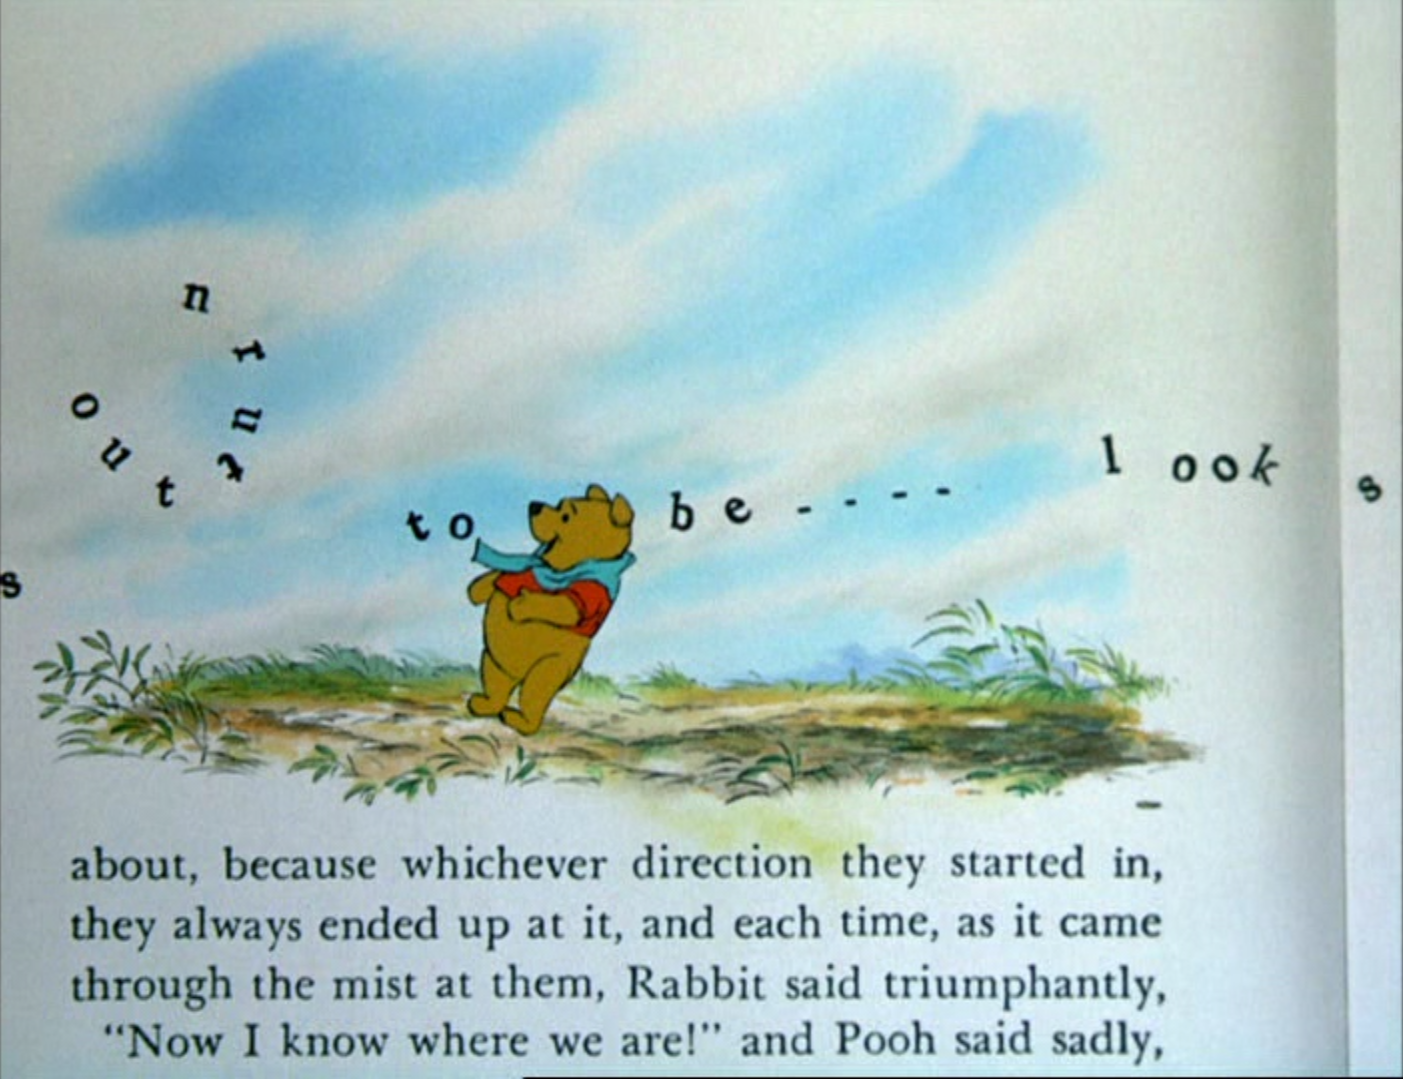 turn
out
to be - - - - look s
s
about, because whichever direction they started in,
they always ended up at it, and each time, as it came
through the mist at them, Rabbit said triumphantly,
“Now I know where we are!” and Pooh said sadly,